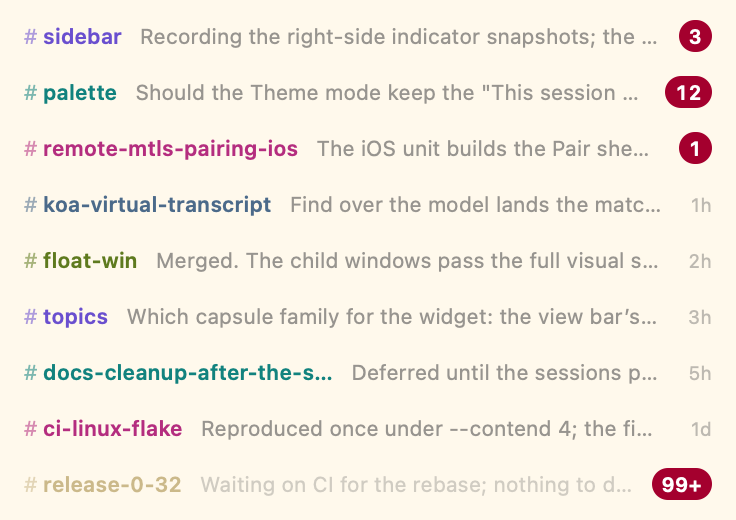 # sidebar Recording the right-side indicator snapshots; the ... 3
# palette Should the Theme mode keep the "This session ... 12
# remote-mtls-pairing-ios The iOS unit builds the Pair she... 1
# koa-virtual-transcript Find over the model lands the matc... 1h
# float-win Merged. The child windows pass the full visual s... 2h
# topics Which capsule family for the widget: the view bar’s... 3h
# docs-cleanup-after-the-s... Deferred until the sessions p... 5h
# ci-linux-flake Reproduced once under --contend 4; the fi... 1d
# release-0-32 Waiting on CI for the rebase; nothing to d... 99+